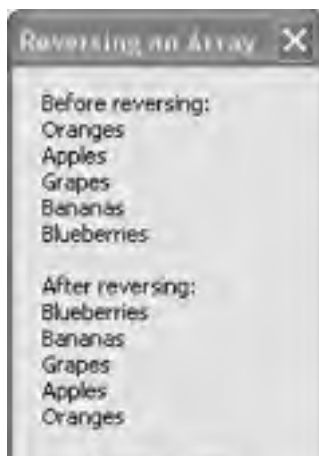 Reversing an Array
Before reversing:
Oranges
Apples
Grapes
Bananas
Blueberries
After reversing:
Blueberries
Bananas
Grapes
Apples
Oranges